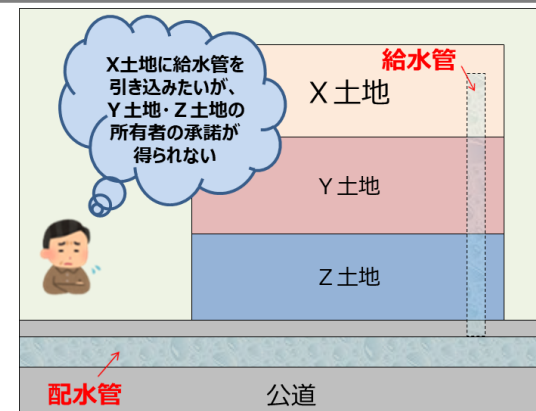 X土地に給水管を
引き込みたいが、
Y土地・Z土地の
所有者の承諾が
得られない
給水管
X土地
Y土地
Z土地
配水管
公道